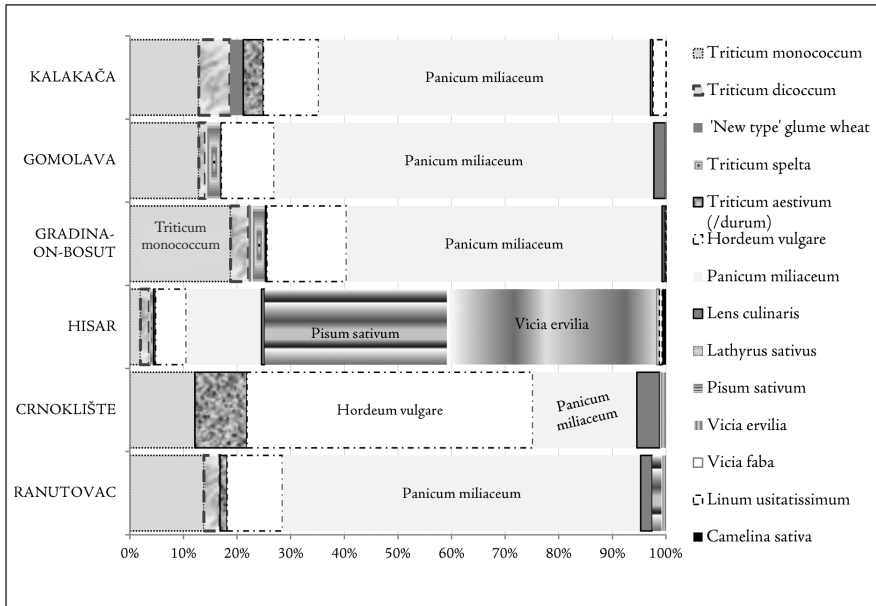 KALAKAČA
Panicum miliaceum
GOMOLAVA
Panicum miliaceum
GRADINA-
ON-BOSUT
Triticum
monococcum
Panicum miliaceum
HISAR
Pisum sativum
Vicia ervilia
CRNOKLIŠTE
Hordeum vulgare
Panicum
miliaceum
RANUTOVAC
Panicum miliaceum
0% 10% 20% 30% 40% 50% 60% 70% 80% 90% 100%
Triticum monococcum
Triticum dicoccum
'New type' glume wheat
Triticum spelta
Triticum aestivum
(/durum)
Hordeum vulgare
Panicum miliaceum
Lens culinaris
Lathyrus sativus
Pisum sativum
Vicia ervilia
Vicia faba
Linum usitatissimum
Camelina sativa